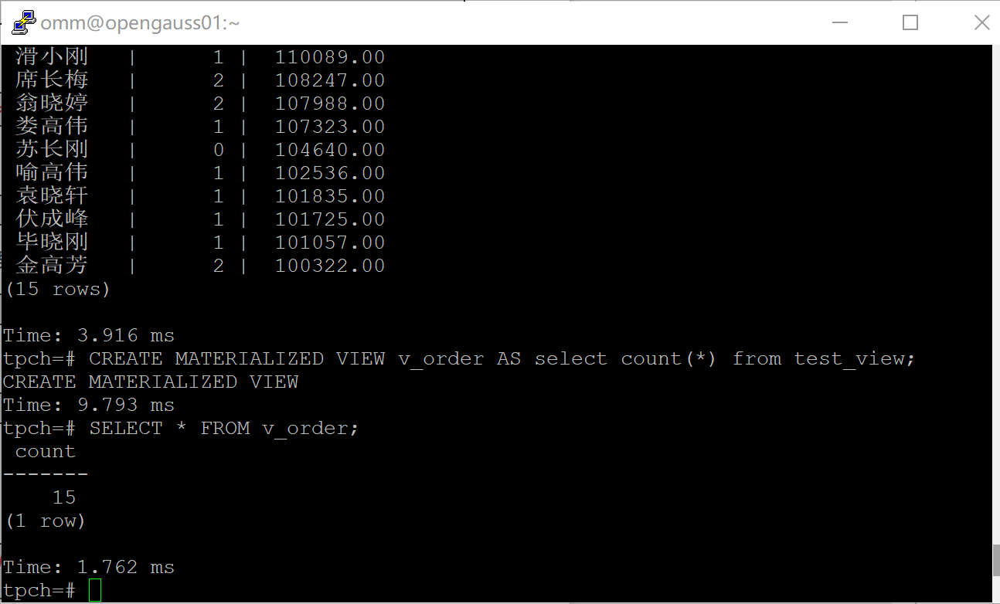 omm@opengauss01:~
滑小刚 | 1 | 110089.00
席长梅 | 2 | 108247.00
翁晓婷 | 2 | 107988.00
娄高伟 | 1 | 107323.00
苏长刚 | 0 | 104640.00
喻高伟 | 1 | 102536.00
袁晓轩 | 1 | 101835.00
伏成峰 | 1 | 101725.00
毕晓刚 | 1 | 101057.00
金高芳 | 2 | 100322.00
(15 rows)
Time: 3.916 ms
tpch=# CREATE MATERIALIZED VIEW v_order AS select count(*) from test_view;
CREATE MATERIALIZED VIEW
Time: 9.793 ms
tpch=# SELECT * FROM v_order;
count
-------
15
(1 row)
Time: 1.762 ms
tpch=#